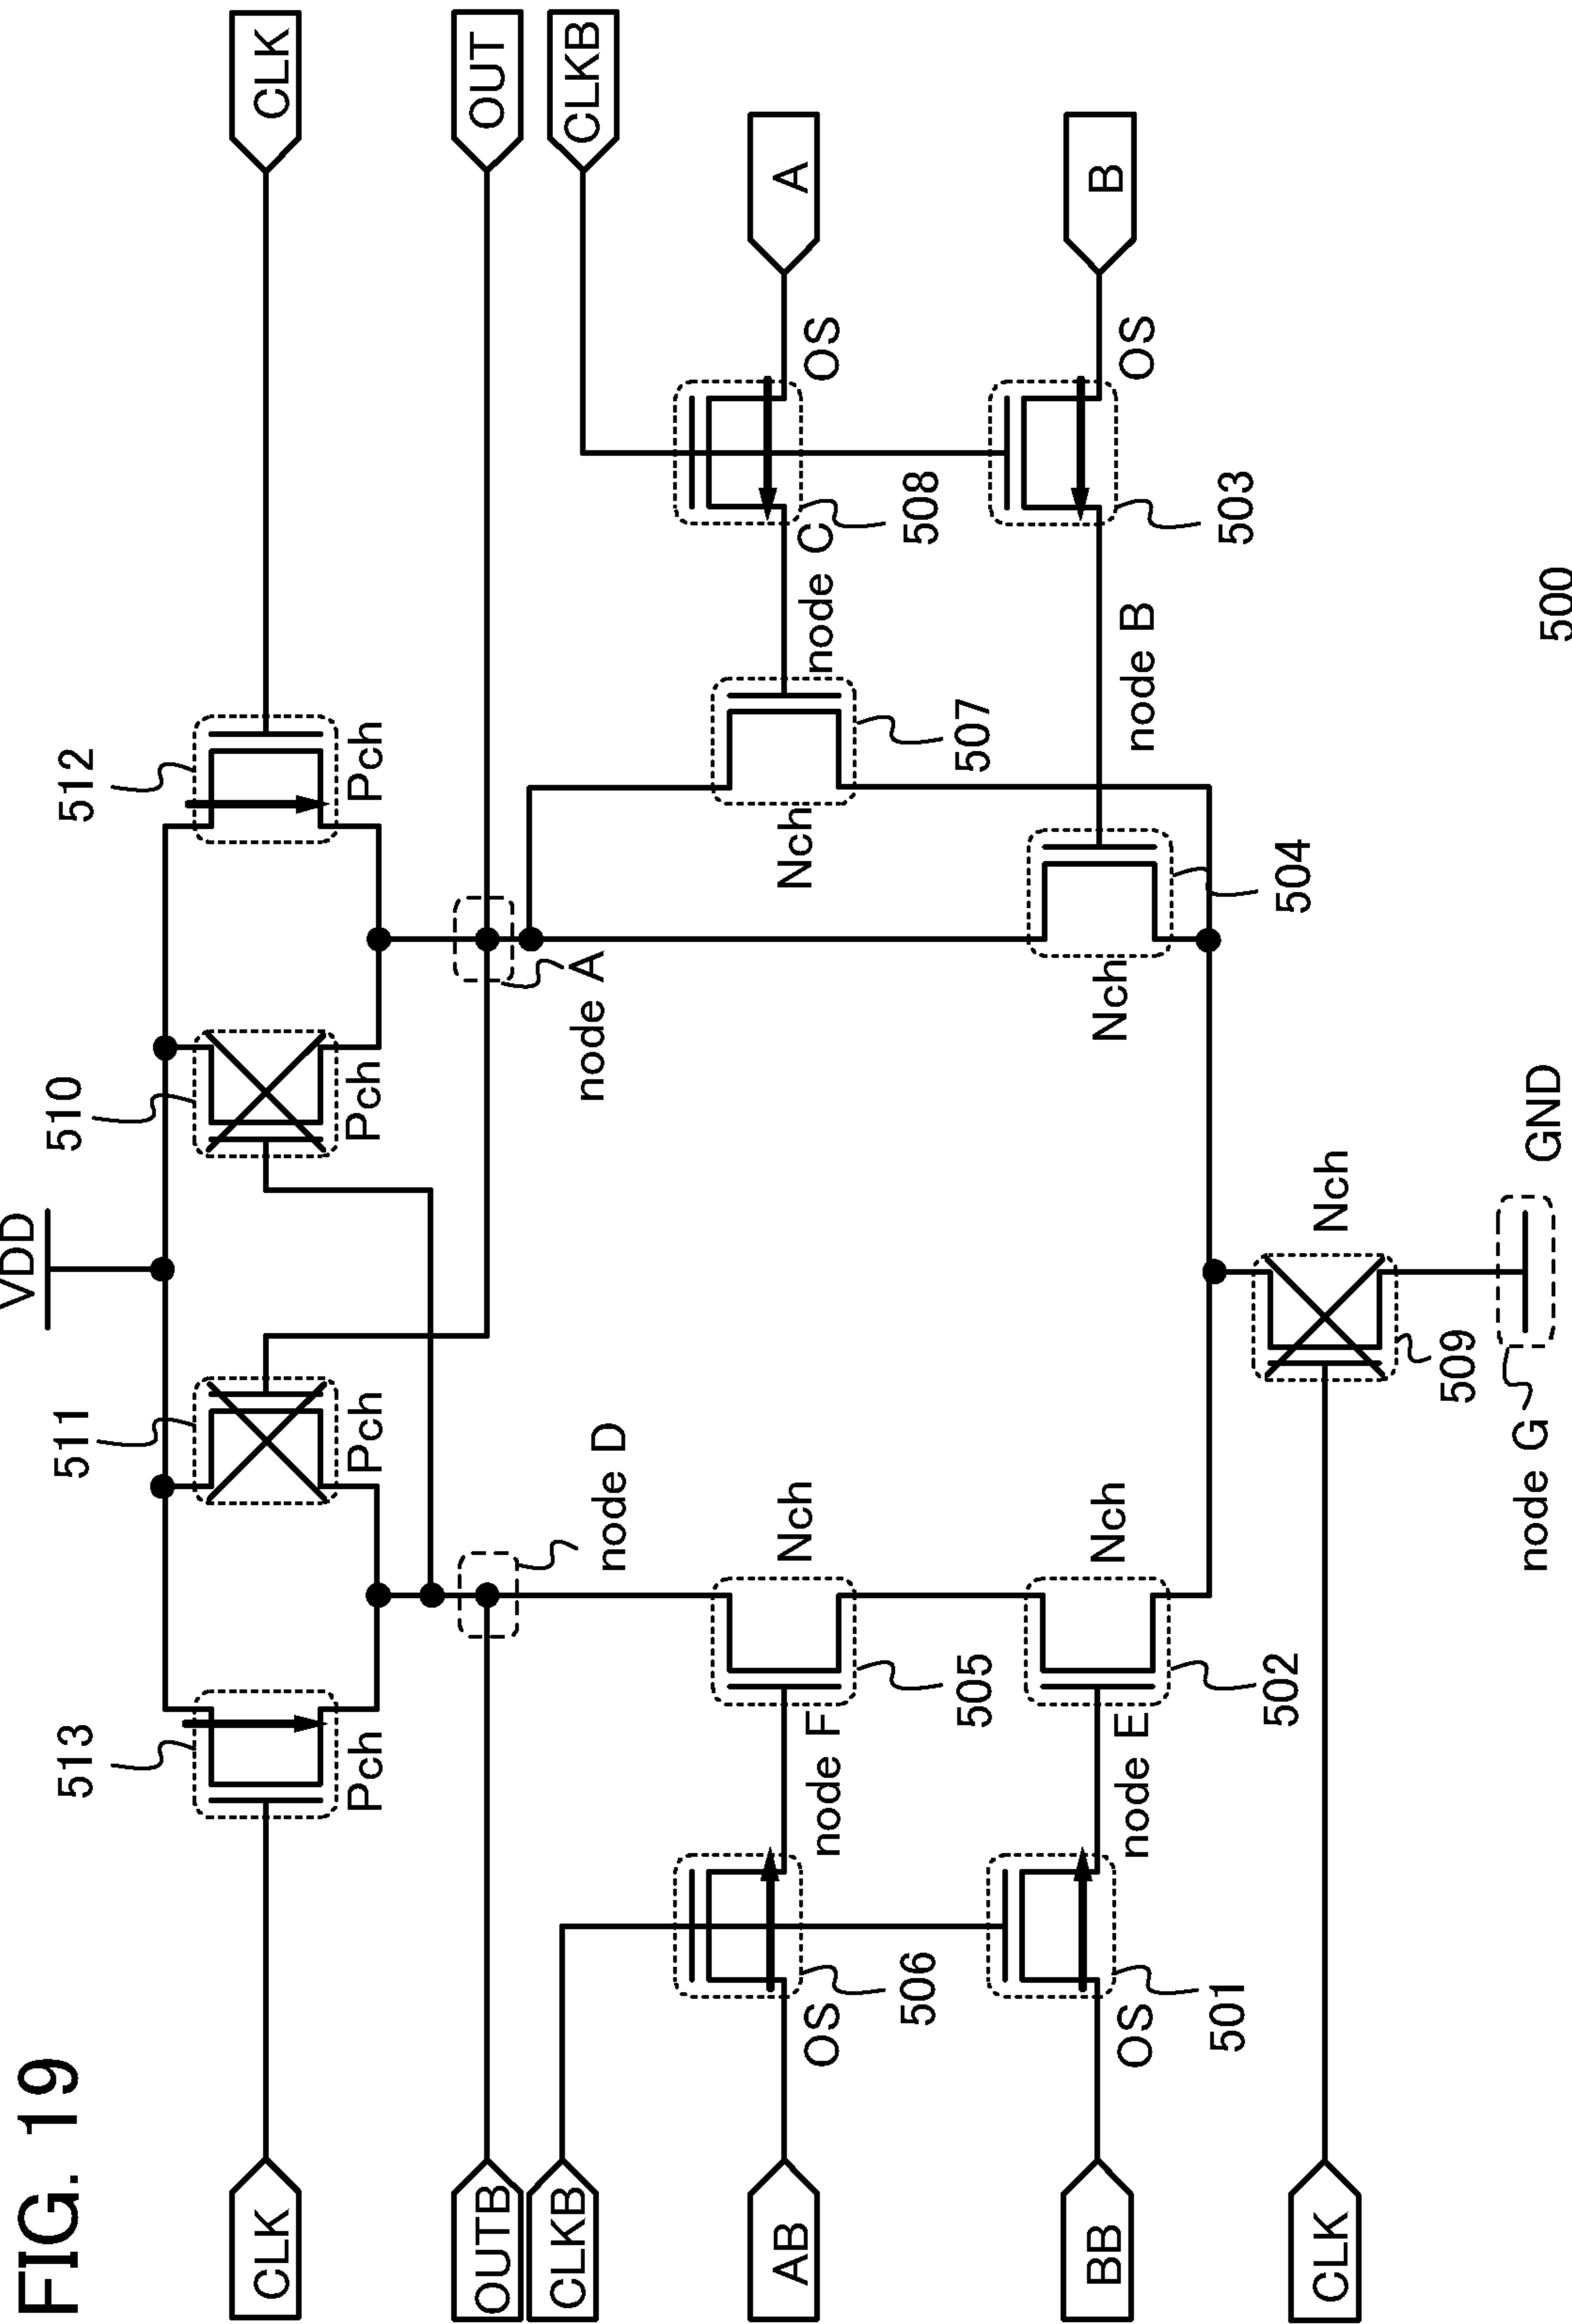 FIG. 19
VDD
513
511
510
512
CLK
Pch
Pch
Pch
Pch
CLK
OUTB
node D
node A
OUT
CLKB
CLKB
AB
OS
506
node F
505
Nch
Nch
507
node C
508
OS
A
BB
OS
501
node E
502
Nch
Nch
504
node B
503
OS
B
CLK
509
Nch
node G
GND
500